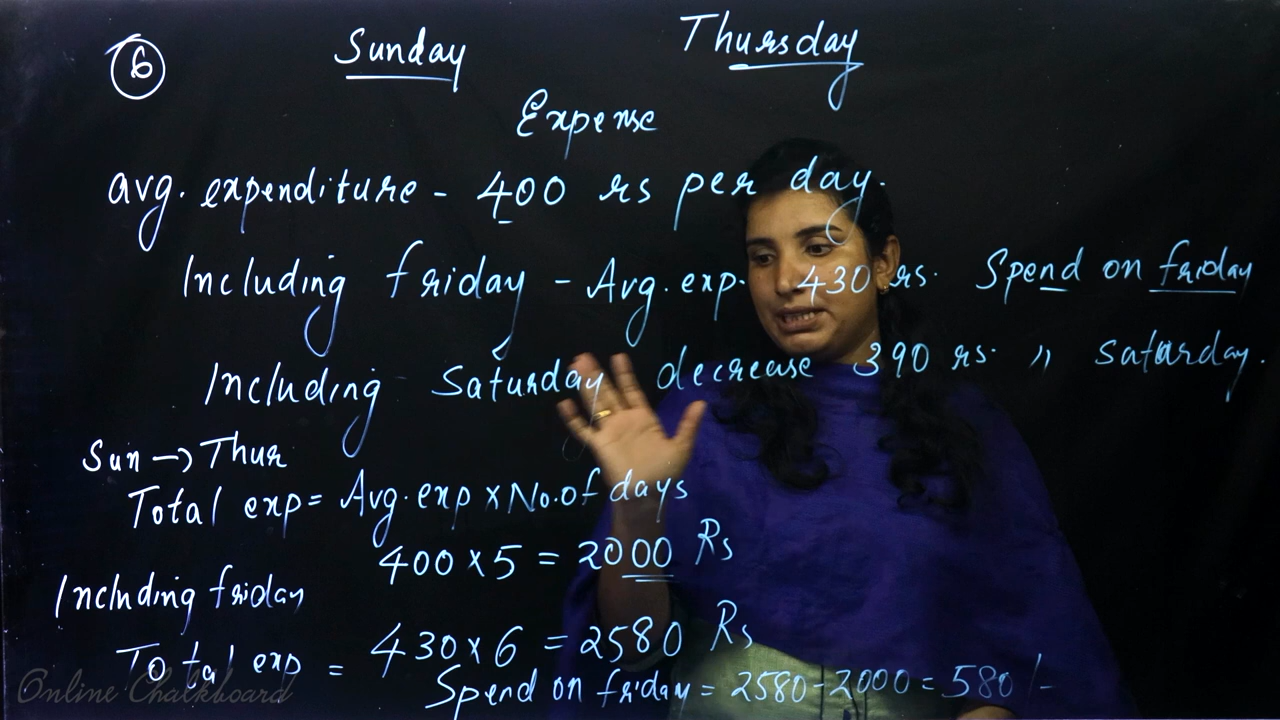 6 Sunday Thursday
Expense
avg. expenditure - 400 rs per day.
Including friday - Avg. exp. 430 rs. Spend on friday
Including Saturday decrease 390 rs. " saturday.
Sun → Thur
Total exp = Avg. exp × No. of days
400 × 5 = 2000 Rs
Including friday
Total exp = 430 × 6 = 2580 Rs
Spend on friday = 2580 - 2000 = 580 /-
Online Chalkboard